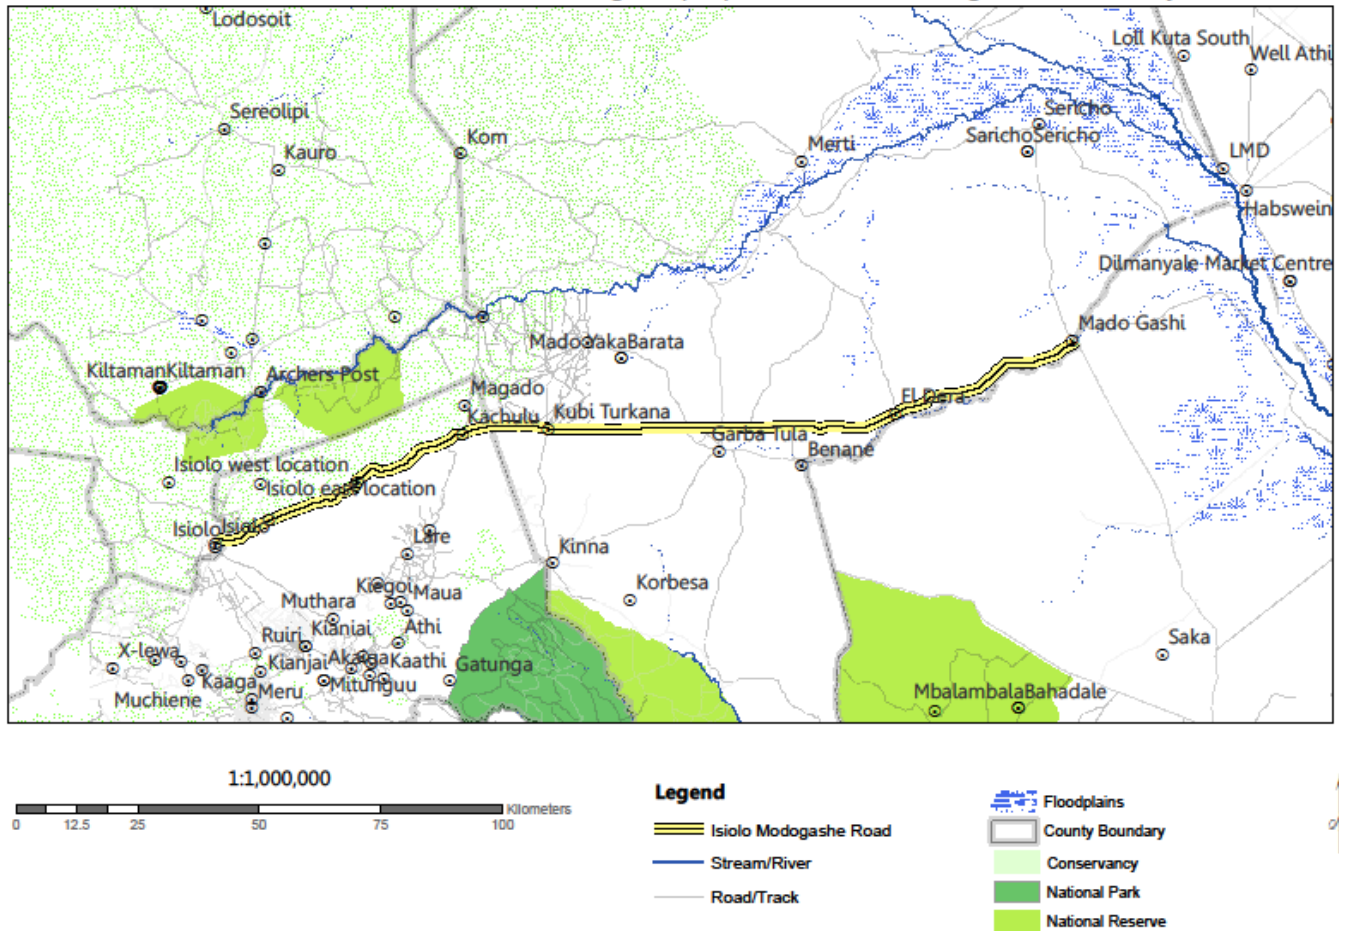 Lodosoit
Loll Kuta South
Well Athi
Sereolipi
Kom
Sericho
Kauro
Merti
SarichoSericho
LMD
Habswein
Dilmanyale Market Centre
Mado Gashi
MadoYakaBarata
KiltamanKiltaman
Archers Post
Magado
El Dera
Kachulu
Kubi Turkana
Garba Tula
Benane
Isiolo west location
Isiolo east location
Isiolo
Isiolo
Lare
Kinna
Korbesa
Kiegoi
Maua
Muthara
Athi
Ruiri
Kianiai
Saka
X-lewa
Kianjai
Kaathi
Gatunga
Kaaga
Mitunguu
Muchiene
Meru
MbalambalaBahadale
1:1,000,000
Kilometers
0 12.5 25 50 75 100
Legend
Isiolo Modogashe Road
Stream/River
Road/Track
Floodplains
County Boundary
Conservancy
National Park
National Reserve